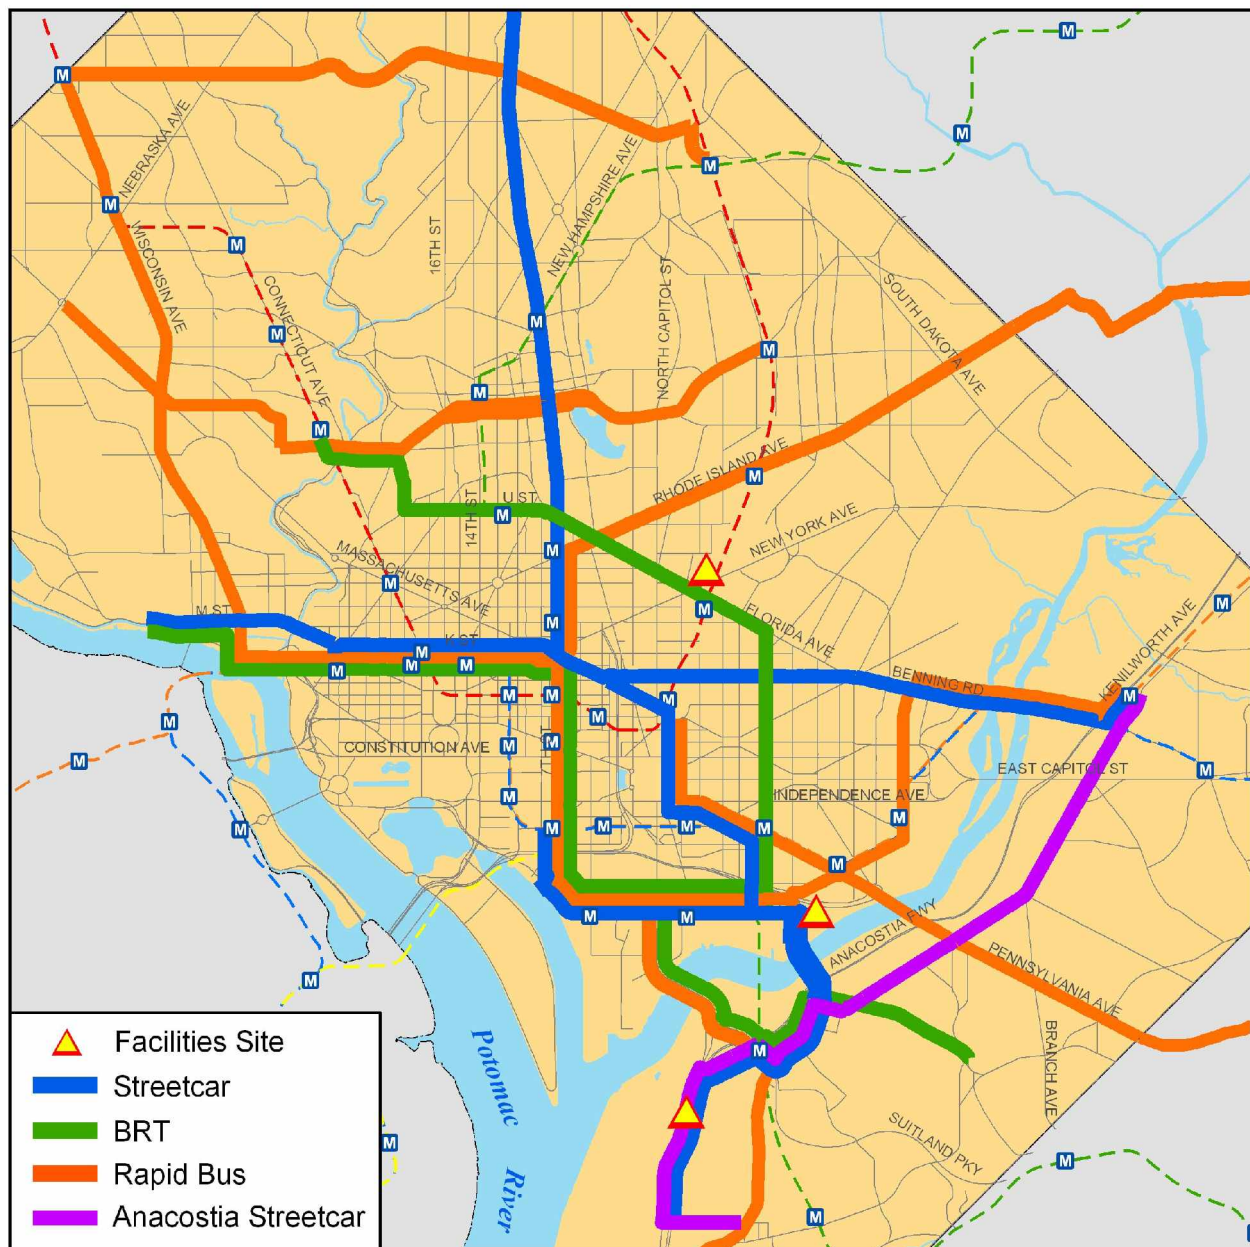 M
M
M
NEBRASKA AVE
M
M
WISCONSIN AVE
M
16TH ST
NEW HAMPSHIRE AVE
M
CONNECTICUT AVE
M
NORTH CAPITOL ST
SOUTH DAKOTA AVE
M
M
M
M
14TH ST
U ST
M
RHODE ISLAND AVE
M
NEW YORK AVE
MASSACHUSETTS AVE
M
M
M
FLORIDA AVE
M ST
K ST
M
M
M
M
M
BENNING RD
KENILWORTH AVE
M
M
M
M
M
M
M
M
CONSTITUTION AVE
M
M
7TH ST
EAST CAPITOL ST
M
M
M
INDEPENDENCE AVE
M
M
M
M
M
M
M
M
M
M
ANACOSTIA FWY
PENNSYLVANIA AVE
M
M
BRANCH AVE
SUITLAND PKY
M
M
M
Potomac
River
Facilities Site
Streetcar
BRT
Rapid Bus
Anacostia Streetcar